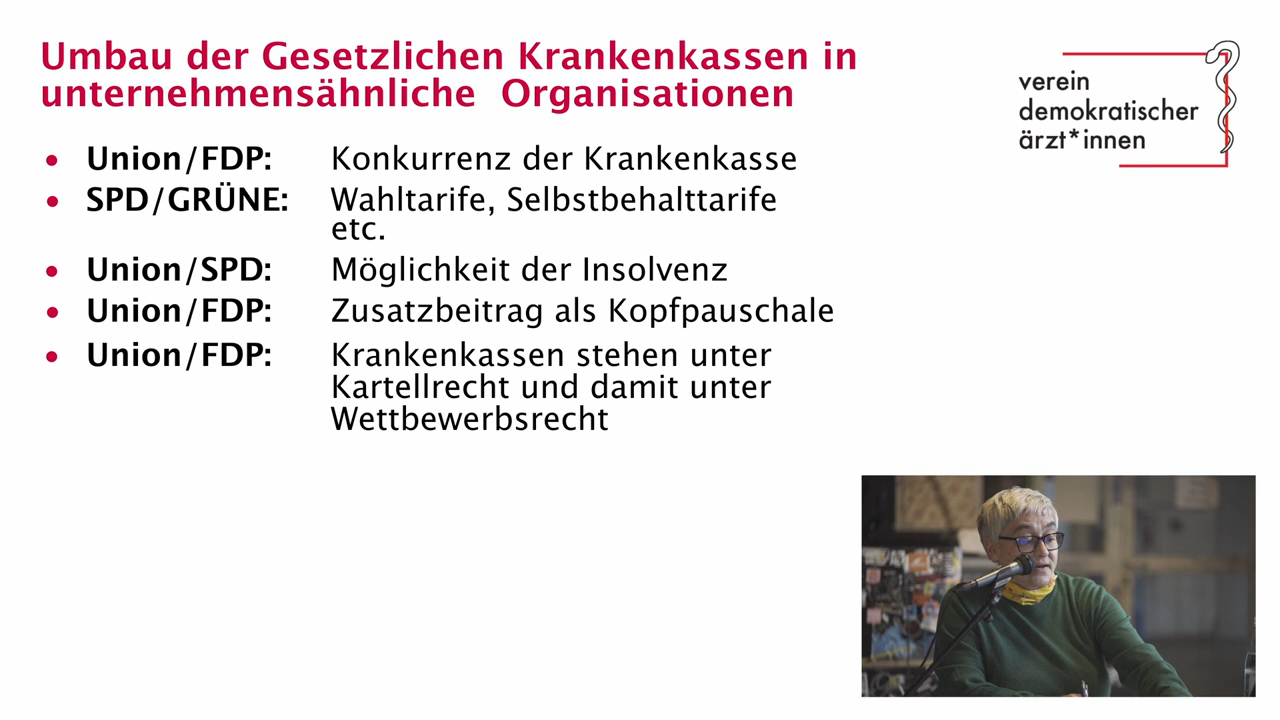 Umbau der Gesetzlichen Krankenkassen in
unternehmensähnliche Organisationen
verein
demokratischer
ärzt*innen
• Union/FDP: Konkurrenz der Krankenkasse
• SPD/GRÜNE: Wahltarife, Selbstbehalttarife
etc.
• Union/SPD: Möglichkeit der Insolvenz
• Union/FDP: Zusatzbeitrag als Kopfpauschale
• Union/FDP: Krankenkassen stehen unter
Kartellrecht und damit unter
Wettbewerbsrecht